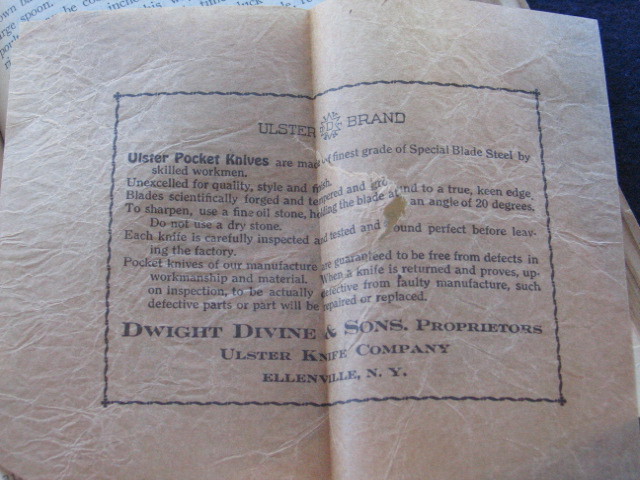 own
arge spoon.
ULSTER BRAND
Ulster Pocket Knives are made of finest grade of Special Blade Steel by
skilled workmen.
Unexcelled for quality, style and finish.
Blades scientifically forged and tempered and ground to a true, keen edge.
To sharpen, use a fine oil stone, holding the blade at an angle of 20 degrees.
Do not use a dry stone.
Each knife is carefully inspected and tested and found perfect before leav-
ing the factory.
Pocket knives of our manufacture are guaranteed to be free from defects in
workmanship and material. When a knife is returned and proves, up-
on inspection, to be actually defective from faulty manufacture, such
defective parts or part will be repaired or replaced.
DWIGHT DIVINE & SONS. PROPRIETORS
ULSTER KNIFE COMPANY
ELLENVILLE, N. Y.